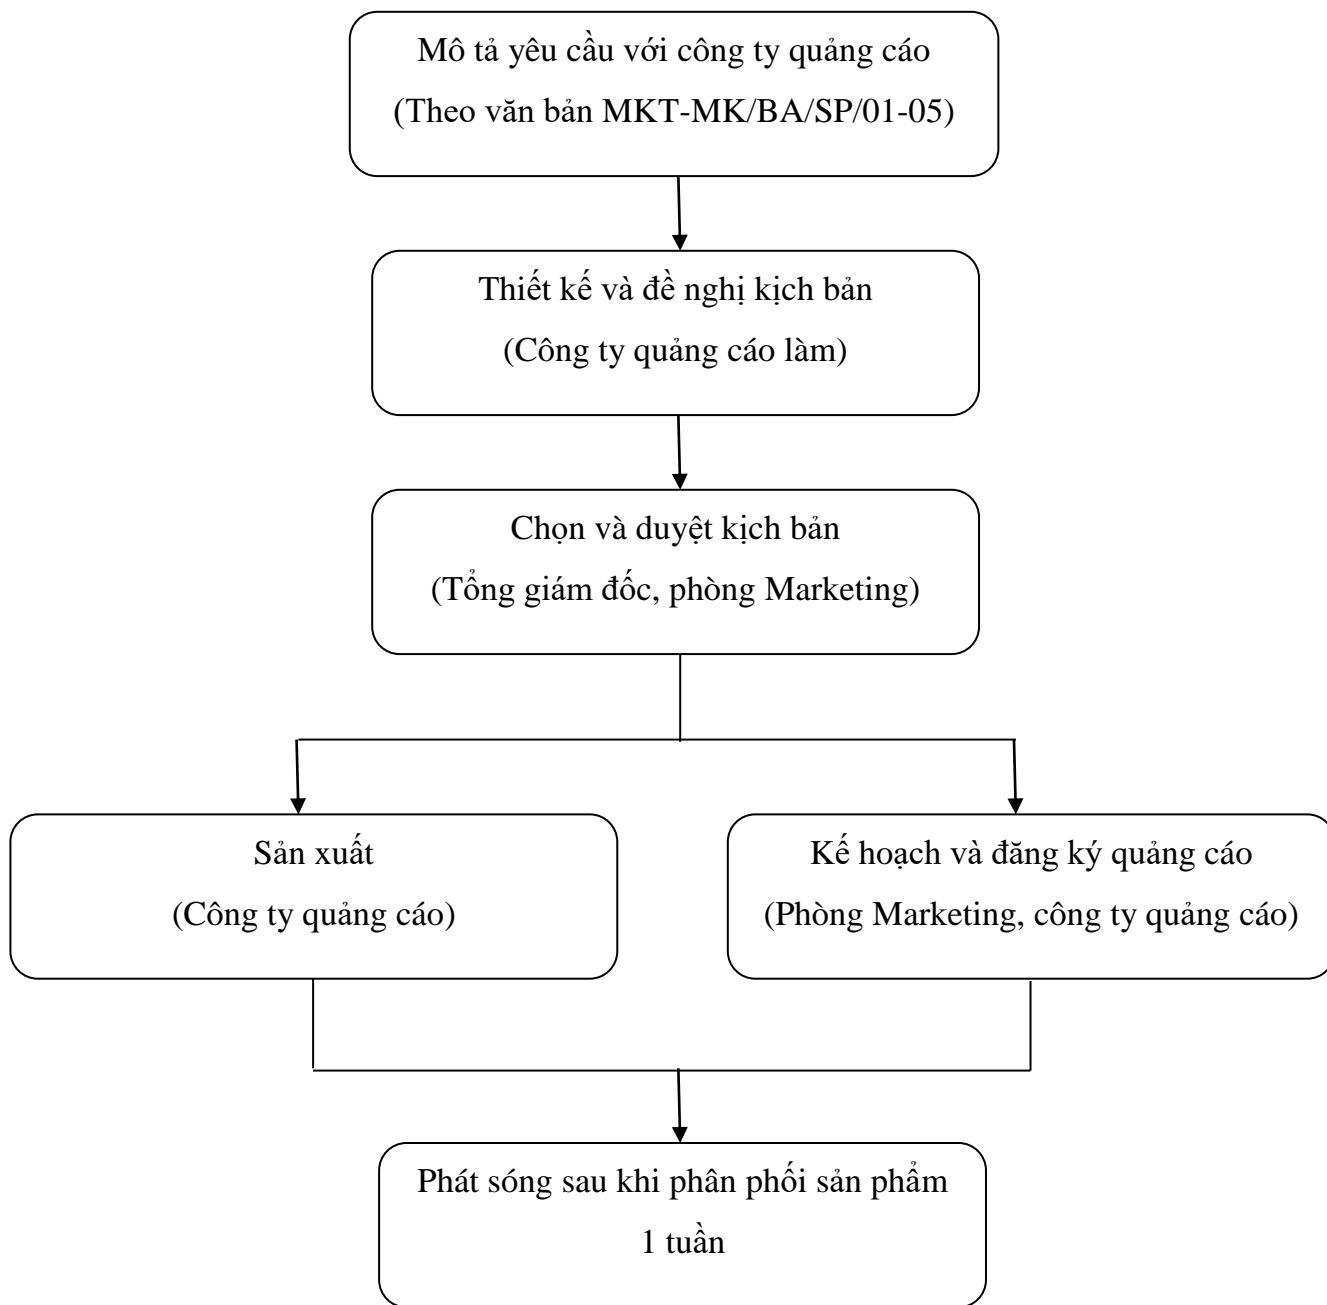 Mô tả yêu cầu với công ty quảng cáo
(Theo văn bản MKT-MK/BA/SP/01-05)
Thiết kế và đề nghị kịch bản
(Công ty quảng cáo làm)
Chọn và duyệt kịch bản
(Tổng giám đốc, phòng Marketing)
Sản xuất
(Công ty quảng cáo)
Kế hoạch và đăng ký quảng cáo
(Phòng Marketing, công ty quảng cáo)
Phát sóng sau khi phân phối sản phẩm
1 tuần